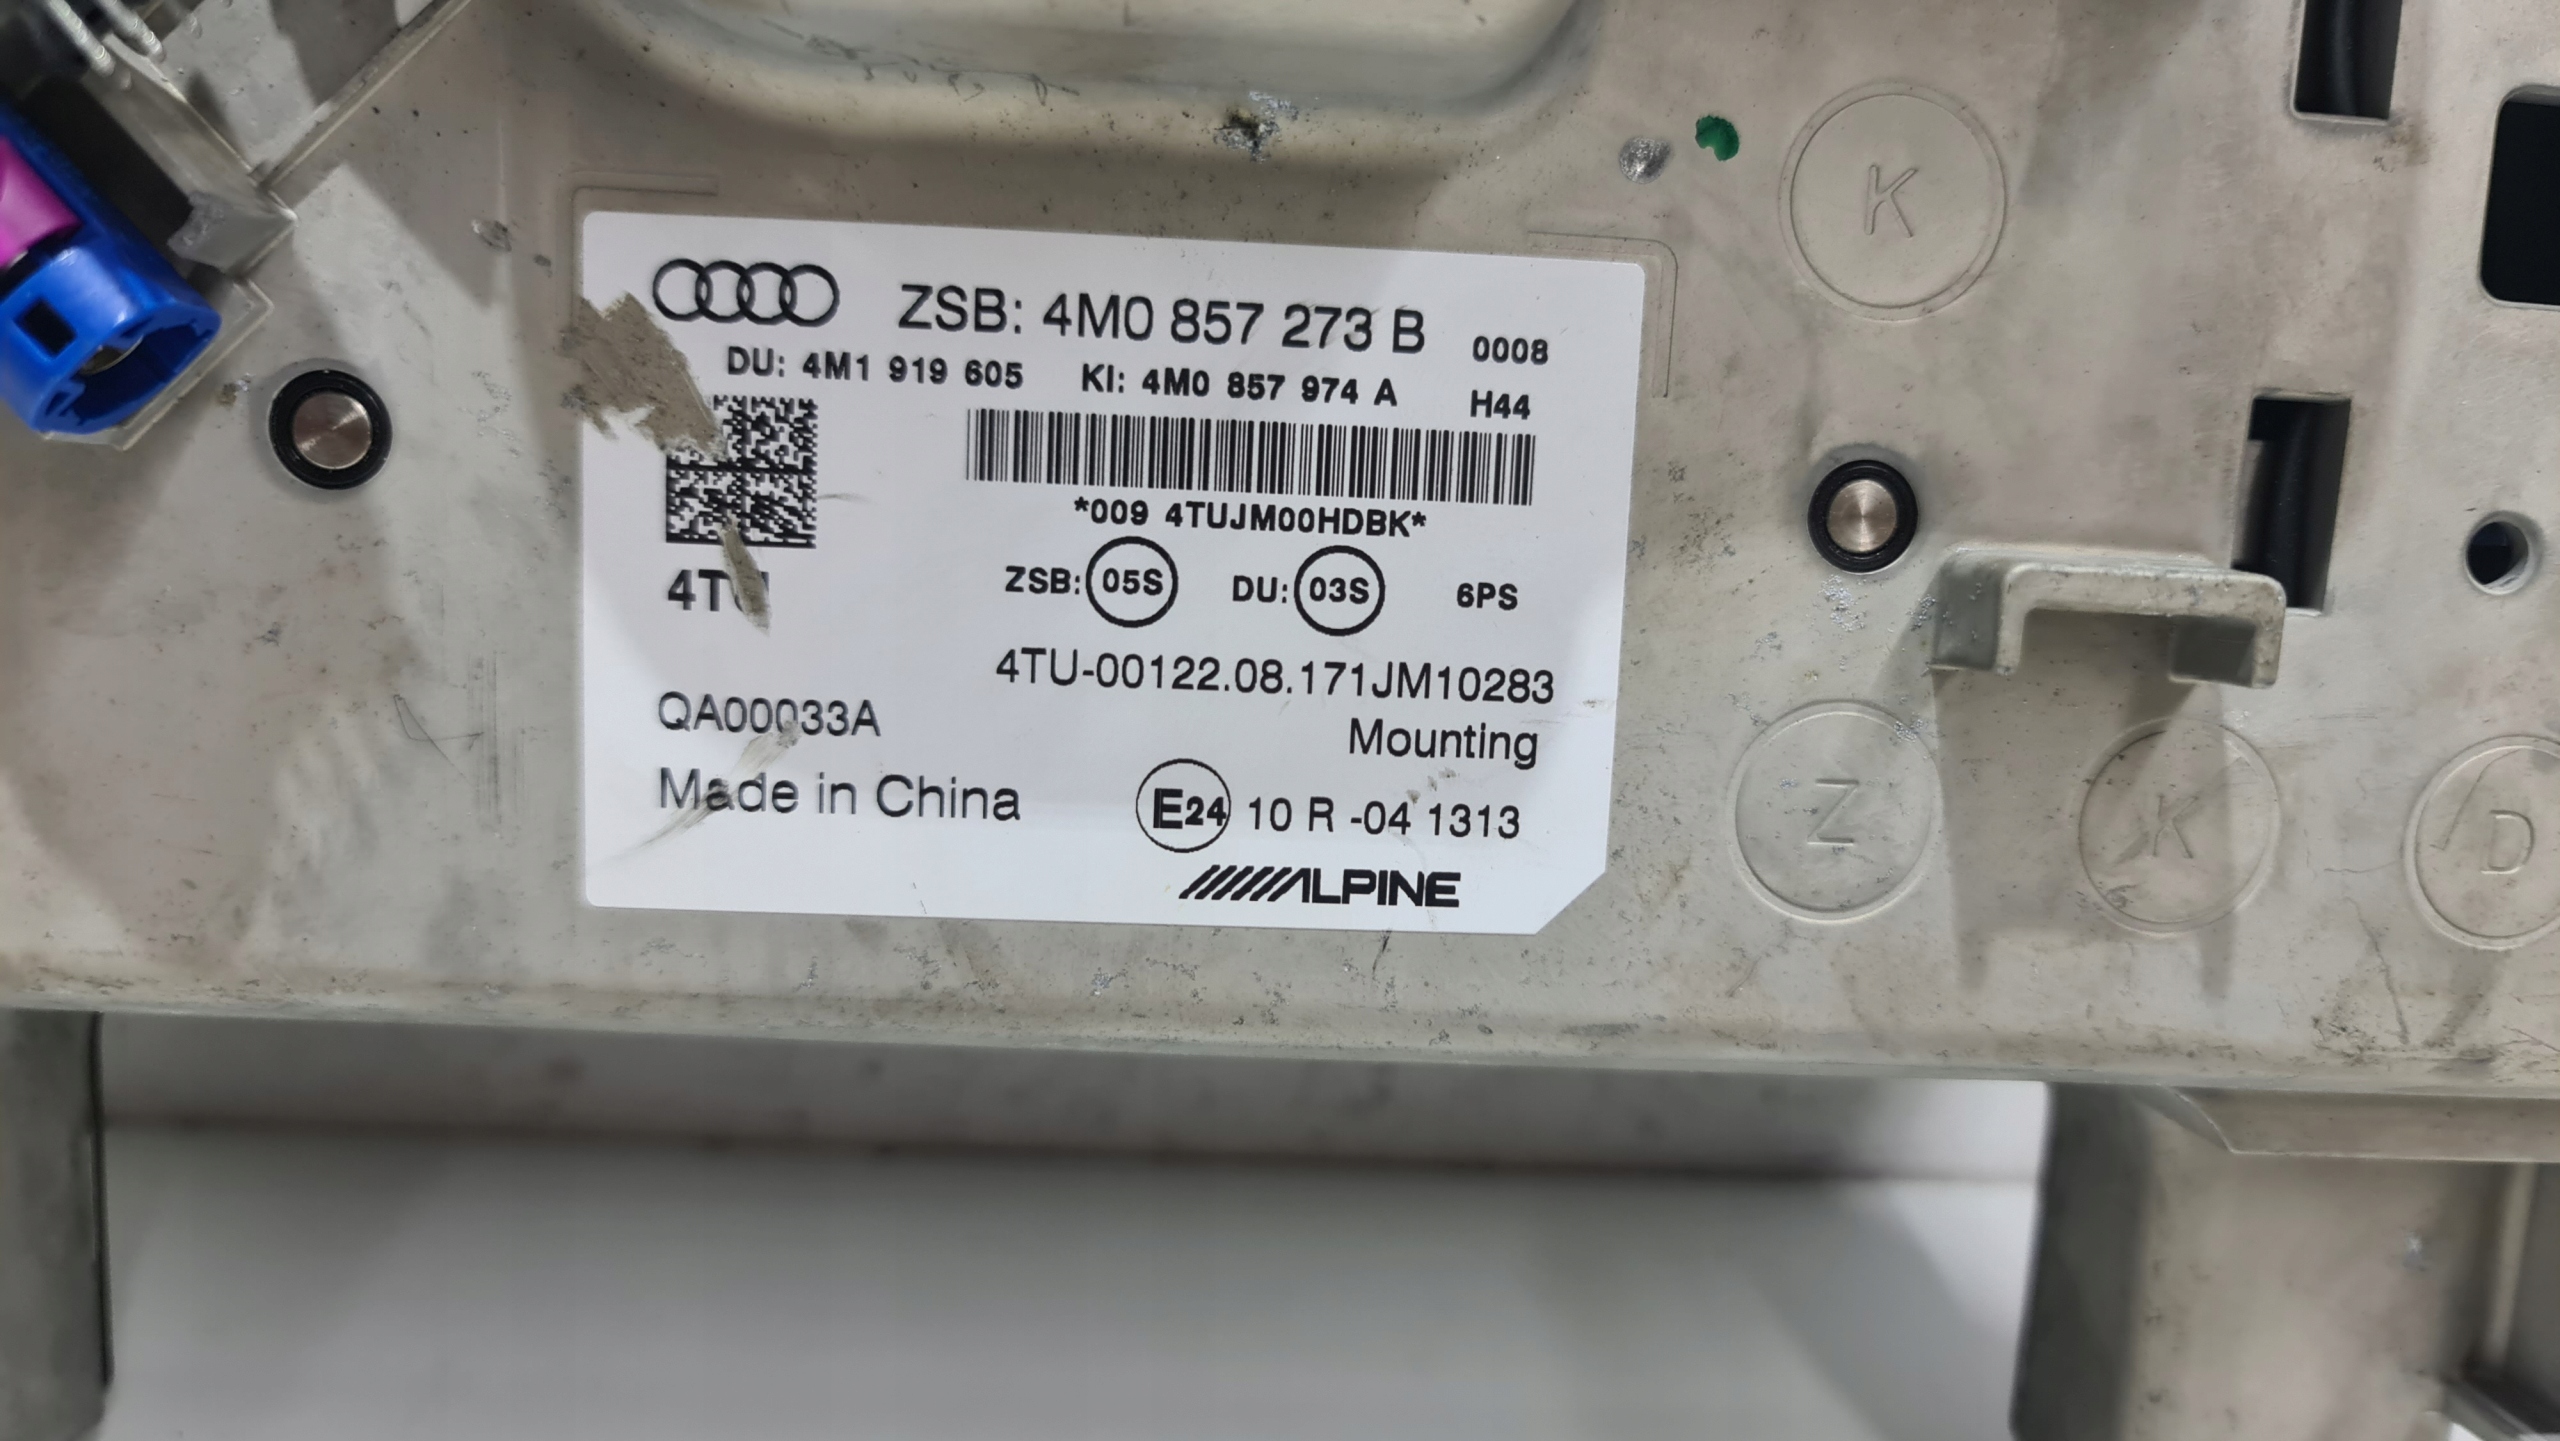 ZSB: 4M0 857 273 B 0008
DU: 4M1 919 605 KI: 4M0 857 974 A H44
*009 4TUJM00HDBK*
4TU
ZSB: 05S DU: 03S 6PS
4TU-00122.08.171JM10283
QA00033A
Mounting
Made in China
E24 10 R -04 1313
ALPINE
K
Z
K
D